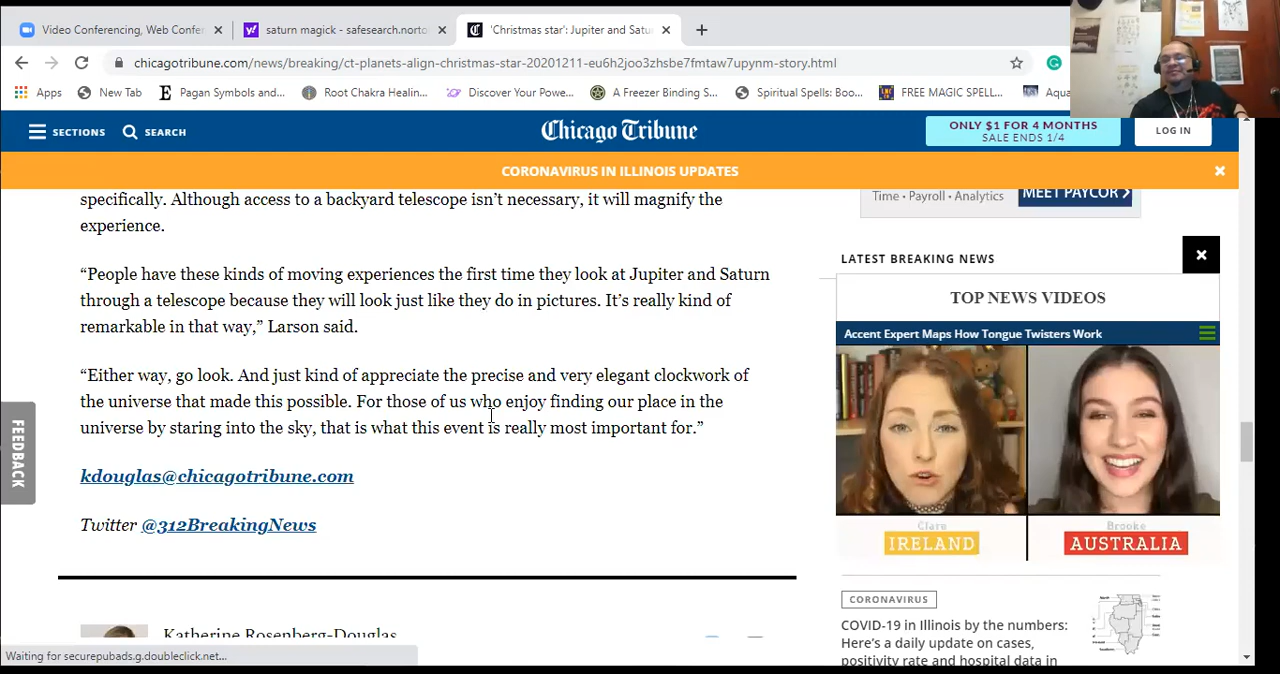 Video Conferencing, Web Confer
saturn magick - safesearch.norto
'Christmas star': Jupiter and Satu
chicagotribune.com/news/breaking/ct-planets-align-christmas-star-20201211-eu6h2joo3zhsbe7fmtaw7upynm-story.html
Apps
New Tab
Pagan Symbols and...
Root Chakra Healin...
Discover Your Powe...
A Freezer Binding S...
Spiritual Spells: Boo...
FREE MAGIC SPELL...
Aqua
SECTIONS
SEARCH
Chicago Tribune
ONLY $1 FOR 4 MONTHS
SALE ENDS 1/4
LOG IN
CORONAVIRUS IN ILLINOIS UPDATES
specifically. Although access to a backyard telescope isn’t necessary, it will magnify the
experience.
“People have these kinds of moving experiences the first time they look at Jupiter and Saturn
through a telescope because they will look just like they do in pictures. It’s really kind of
remarkable in that way,” Larson said.
“Either way, go look. And just kind of appreciate the precise and very elegant clockwork of
the universe that made this possible. For those of us who enjoy finding our place in the
universe by staring into the sky, that is what this event is really most important for.”
kdouglas@chicagotribune.com
Twitter @312BreakingNews
Katherine Rosenberg-Douglas
FEEDBACK
Time • Payroll • Analytics
MEET PAYCOR
LATEST BREAKING NEWS
TOP NEWS VIDEOS
Accent Expert Maps How Tongue Twisters Work
Clare
IRELAND
Brooke
AUSTRALIA
CORONAVIRUS
COVID-19 in Illinois by the numbers:
Here’s a daily update on cases,
positivity rate and hospital data in
Waiting for securepubads.g.doubleclick.net...